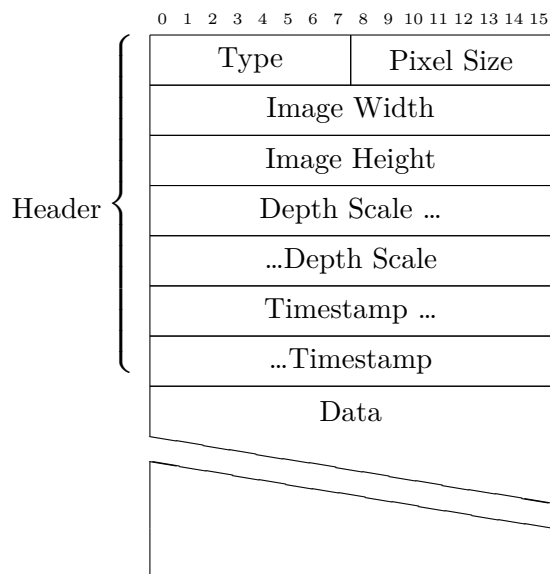 0 1 2 3 4 5 6 7 8 9 10 11 12 13 14 15
Type Pixel Size
Image Width
Image Height
Header
Depth Scale ...
...Depth Scale
Timestamp ...
...Timestamp
Data